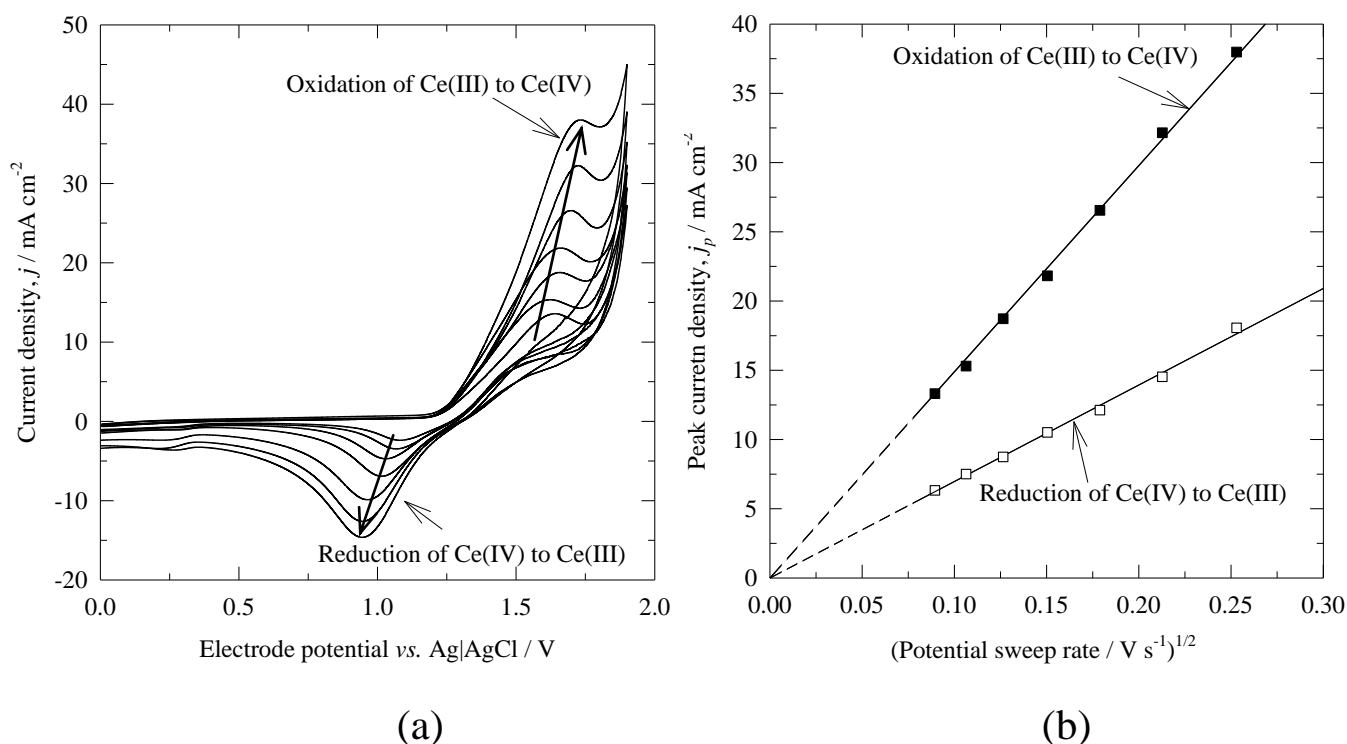 50
40
30
20
10
0
-10
-20
Current density, j / mA cm-2
Oxidation of Ce(III) to Ce(IV)
Reduction of Ce(IV) to Ce(III)
0.0 0.5 1.0 1.5 2.0
Electrode potential vs. Ag|AgCl / V
(a)
40
35
30
25
20
15
10
5
0
Peak curretn density, jp / mA cm-2
Oxidation of Ce(III) to Ce(IV)
Reduction of Ce(IV) to Ce(III)
0.00 0.05 0.10 0.15 0.20 0.25 0.30
(Potential sweep rate / V s-1)1/2
(b)